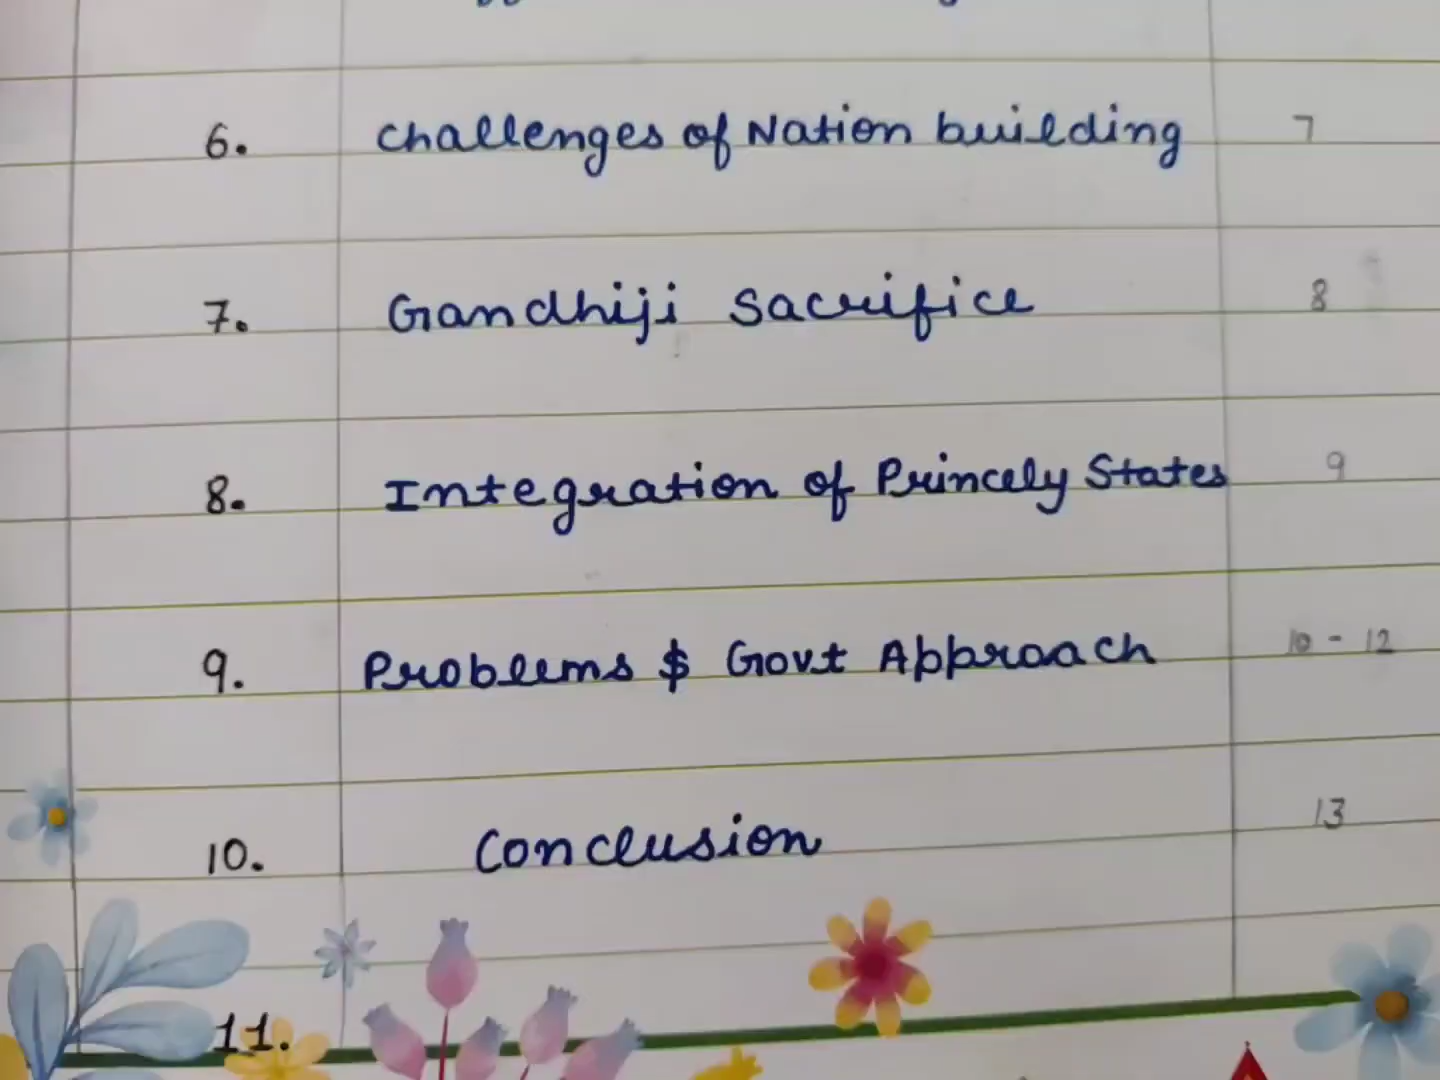 6. Challenges of Nation building 7
7. Gandhiji Sacrifice 8
8. Integration of Princely States 9
9. Problems $ Govt Approach 10 - 12
10. Conclusion 13
11.